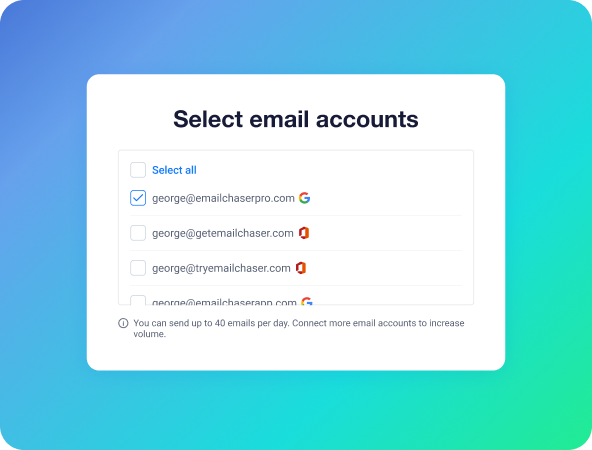 Select email accounts
Select all
george@emailchaserpro.com
george@getemailchaser.com
george@tryemailchaser.com
george@emailchaserapp.com
You can send up to 40 emails per day. Connect more email accounts to increase
volume.